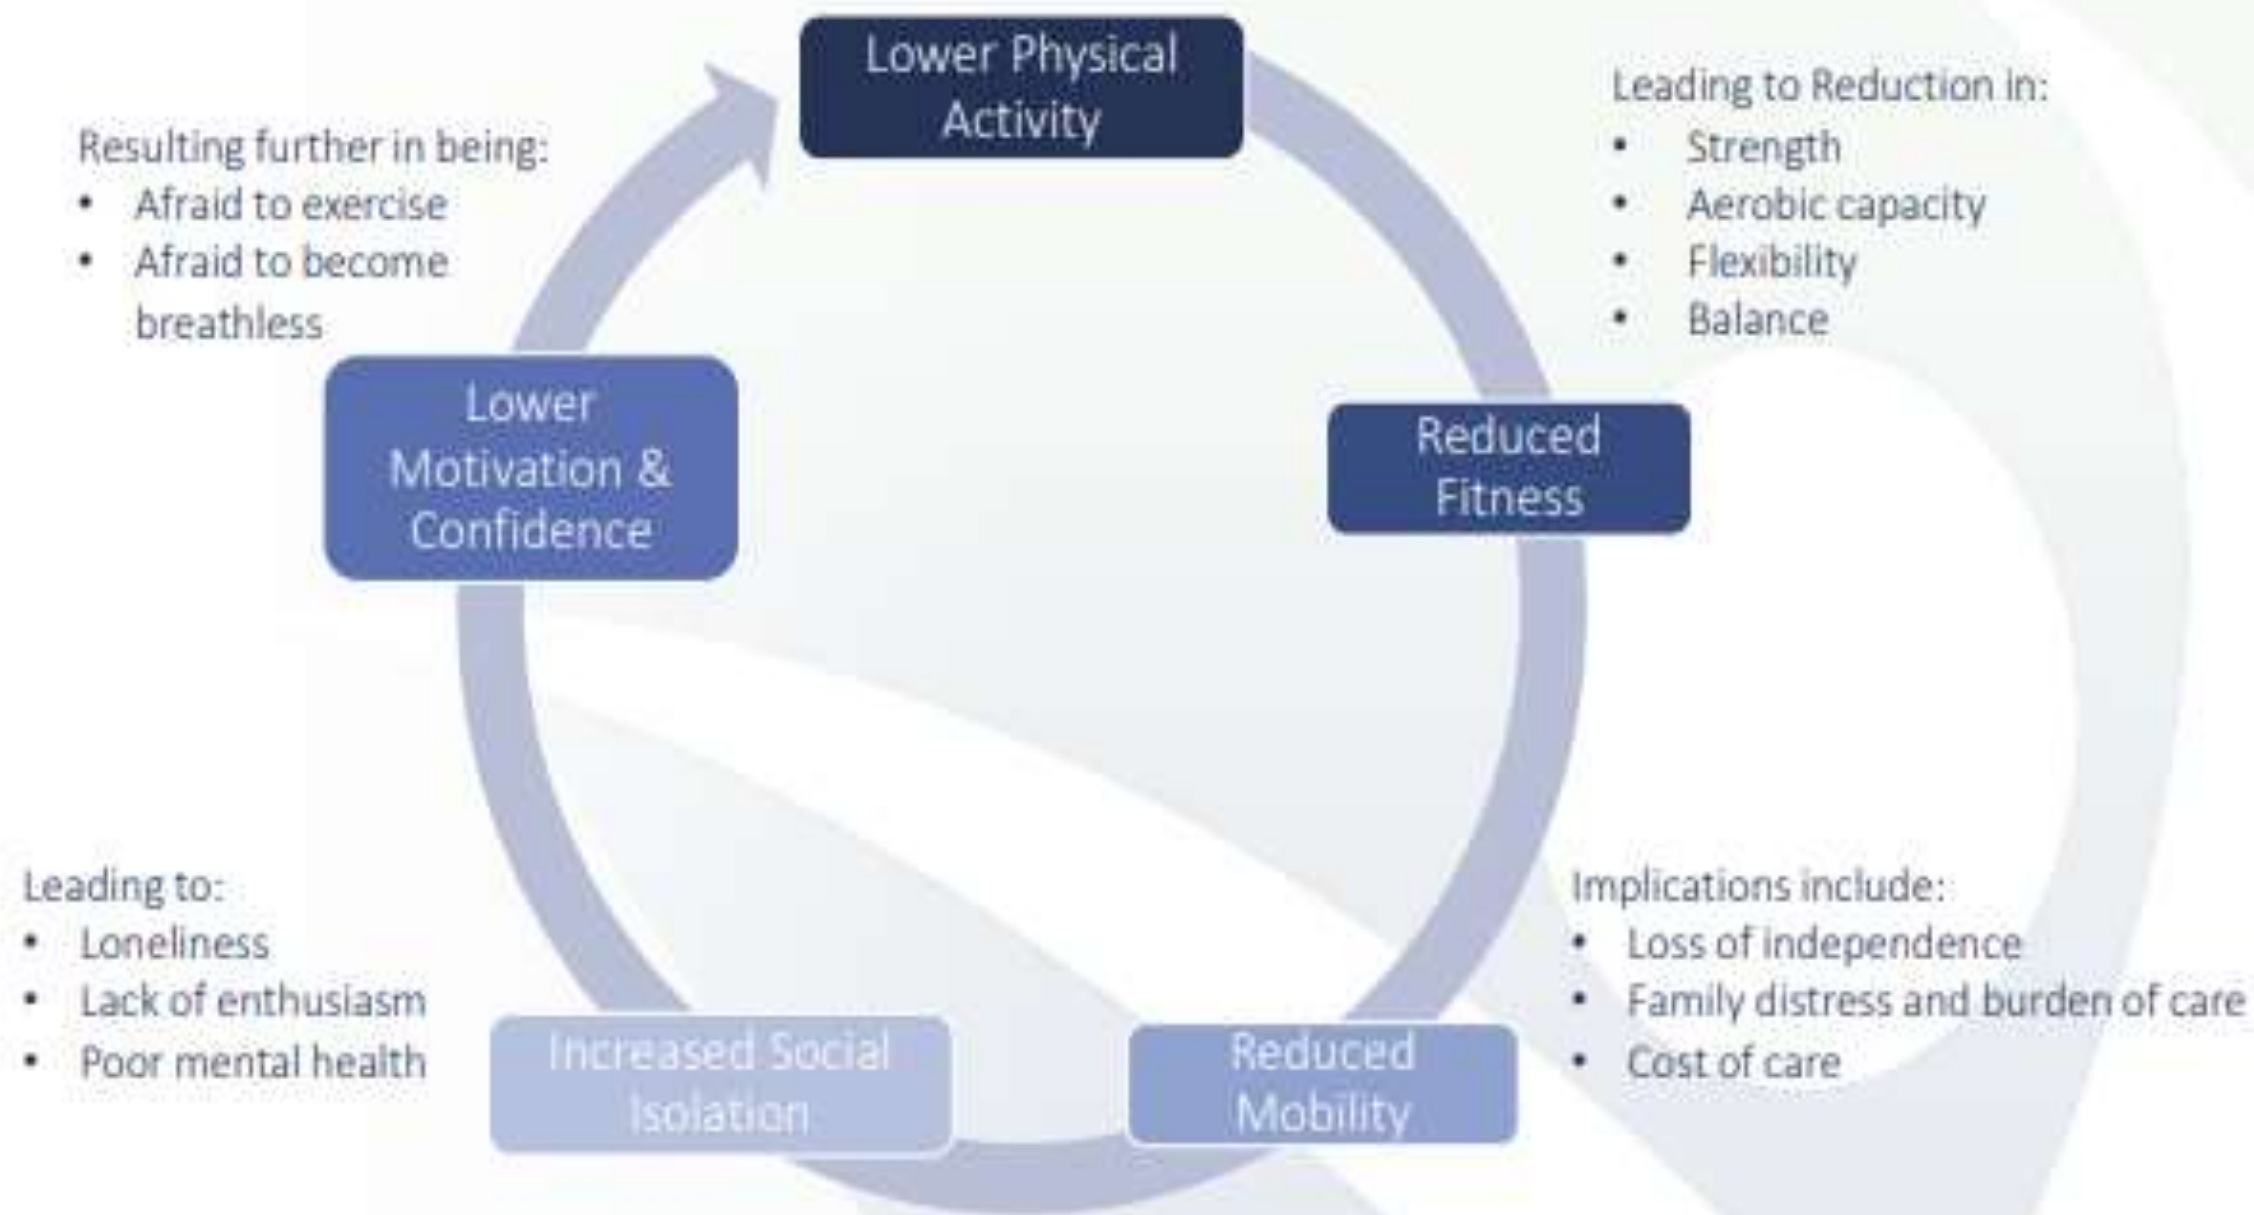 Lower Physical
Activity
Leading to Reduction in:
• Strength
• Aerobic capacity
• Flexibility
• Balance
Reduced
Fitness
Implications include:
• Loss of independence
• Family distress and burden of care
• Cost of care
Reduced
Mobility
Increased Social
Isolation
Leading to:
• Loneliness
• Lack of enthusiasm
• Poor mental health
Lower
Motivation &
Confidence
Resulting further in being:
• Afraid to exercise
• Afraid to become
breathless